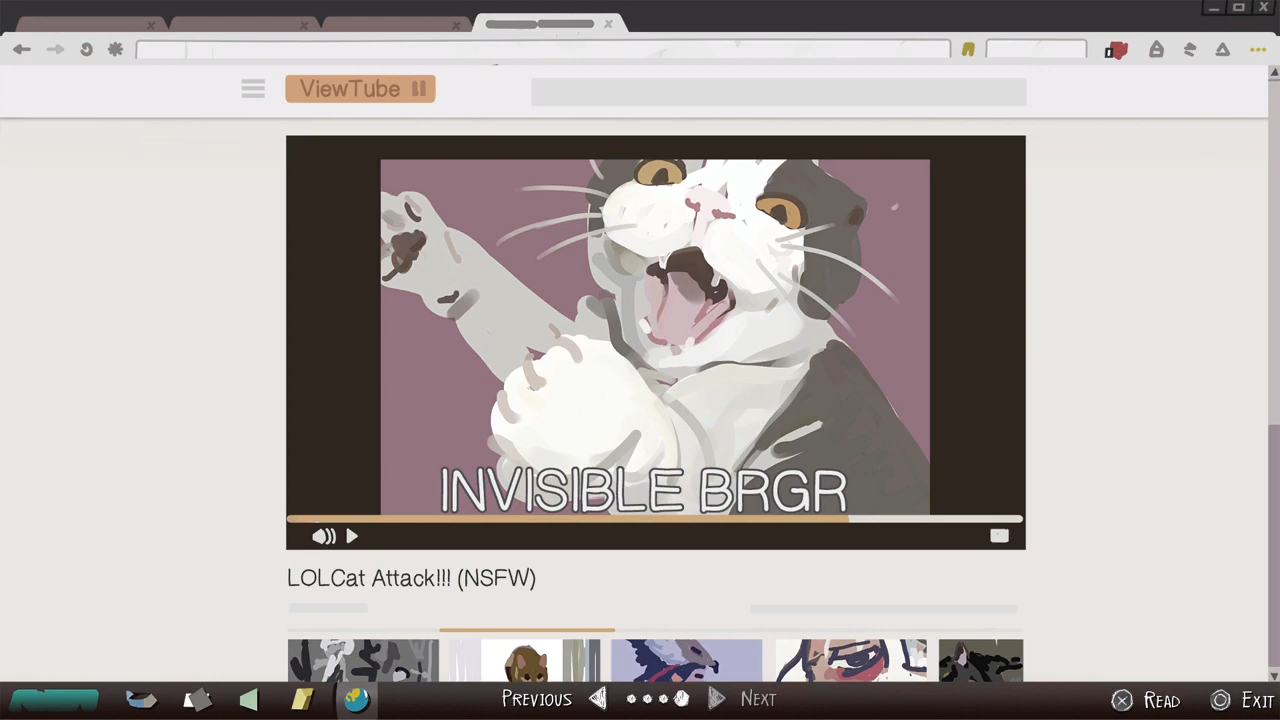 ViewTube
INVISIBLE BRGR
LOLCat Attack!!! (NSFW)
PREVIOUS NEXT
READ EXIT